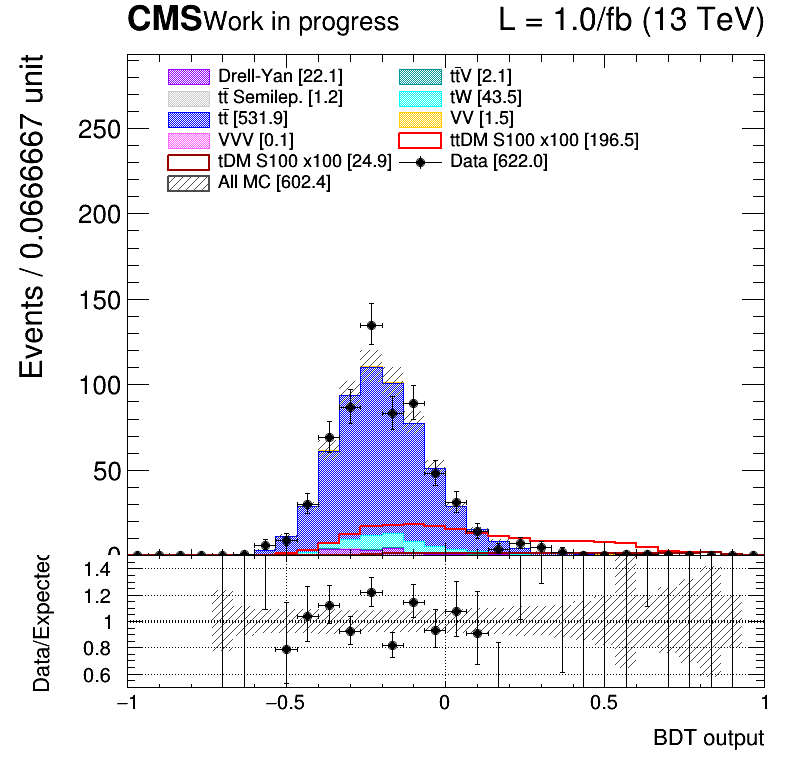 CMS Work in progress L = 1.0/fb (13 TeV)
Events / 0.0666667 unit
250
200
150
100
50
0
Drell-Yan [22.1] tt̄V [2.1]
tt̄ Semilep. [1.2] tW [43.5]
tt̄ [531.9] VV [1.5]
VVV [0.1] ttDM S100 x100 [196.5]
tDM S100 x100 [24.9] Data [622.0]
All MC [602.4]
Data/Expected
1.4
1.2
1
0.8
0.6
−1 −0.5 0 0.5 1
BDT output